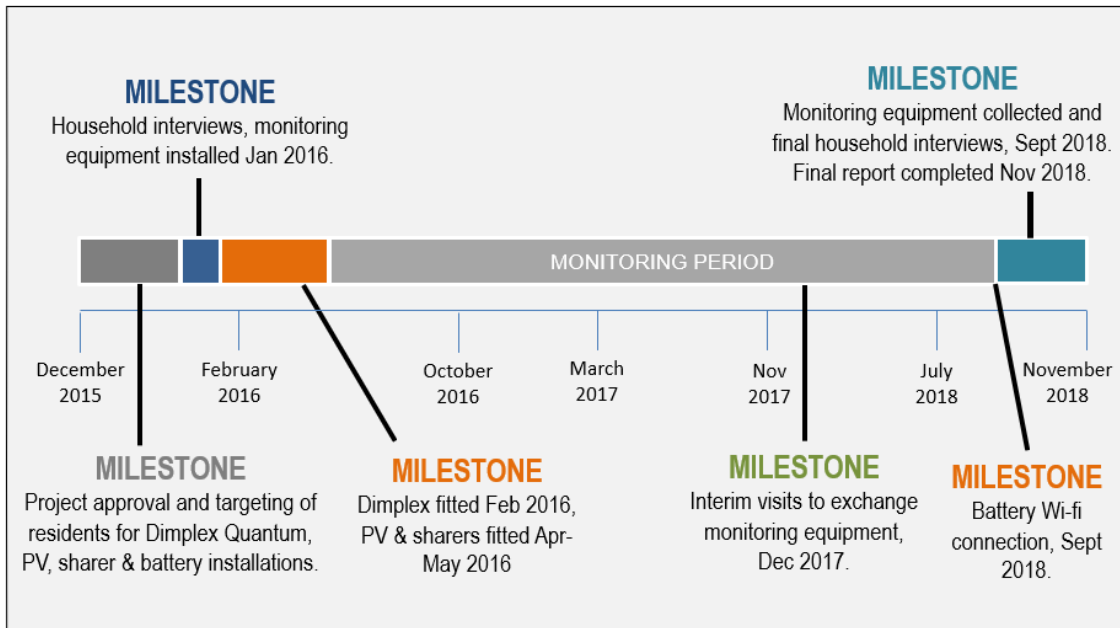 MILESTONE
Household interviews, monitoring
equipment installed Jan 2016.
MILESTONE
Monitoring equipment collected and
final household interviews, Sept 2018.
Final report completed Nov 2018.
MONITORING PERIOD
December
2015
February
2016
October
2016
March
2017
Nov
2017
July
2018
November
2018
MILESTONE
Project approval and targeting of
residents for Dimplex Quantum,
PV, sharer & battery installations.
MILESTONE
Dimplex fitted Feb 2016,
PV & sharers fitted Apr-
May 2016
MILESTONE
Interim visits to exchange
monitoring equipment,
Dec 2017.
MILESTONE
Battery Wi-fi
connection, Sept
2018.